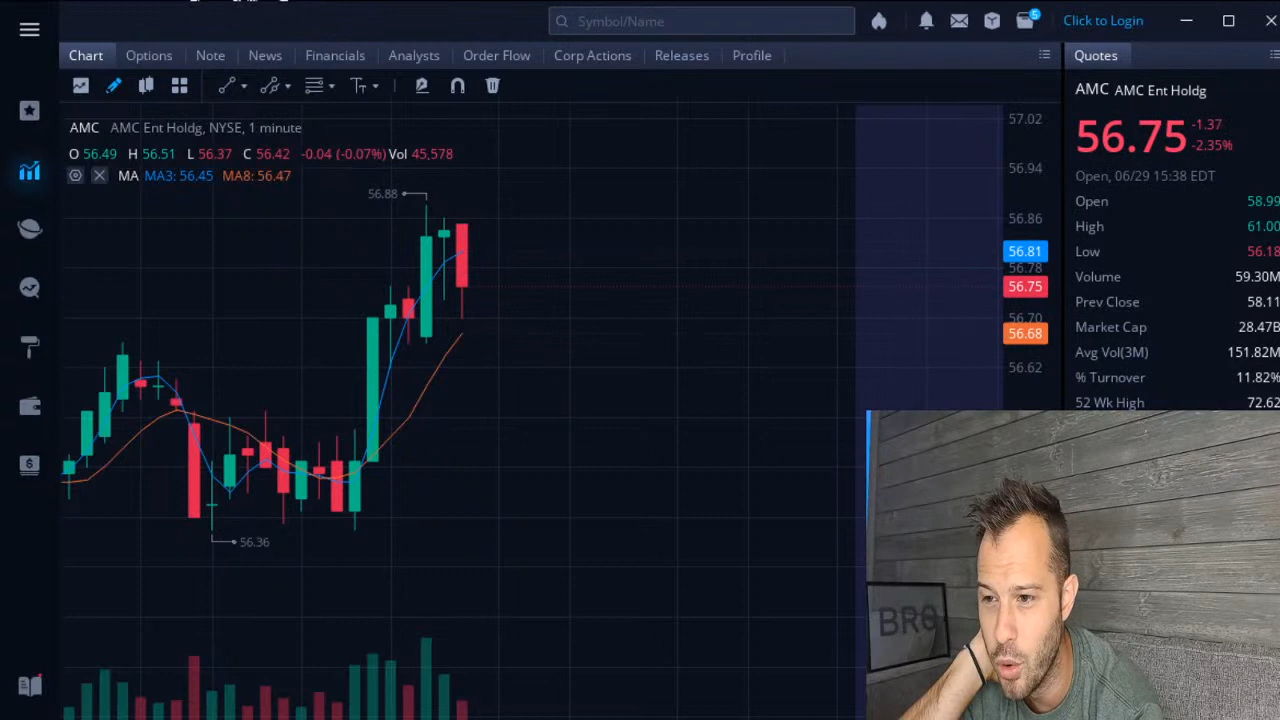 Symbol/Name
5
Click to Login
Chart Options Note News Financials Analysts Order Flow Corp Actions Releases Profile
Quotes
AMC AMC Ent Holdg
56.75 -1.37
-2.35%
Open, 06/29 15:38 EDT
Open 58.99
High 61.00
Low 56.18
Volume 59.30M
Prev Close 58.11
Market Cap 28.47B
Avg Vol(3M) 151.82M
% Turnover 11.82%
52 Wk High 72.62
AMC AMC Ent Holdg, NYSE, 1 minute
O 56.49 H 56.51 L 56.37 C 56.42 -0.04 (-0.07%) Vol 45,578
MA MA3: 56.45 MA8: 56.47
56.88
56.36
57.02
56.94
56.86
56.81
56.78
56.75
56.70
56.68
56.62
BRO